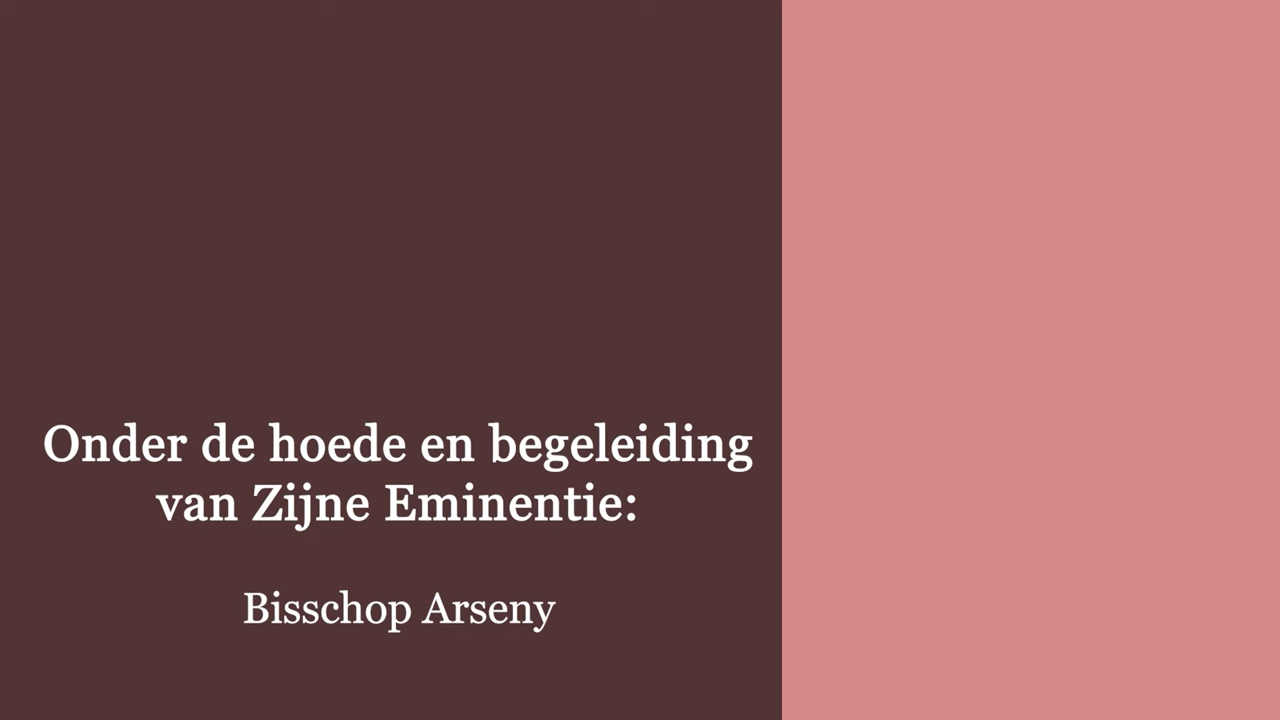 Onder de hoede en begeleiding
van Zijne Eminentie:
Bisschop Arseny